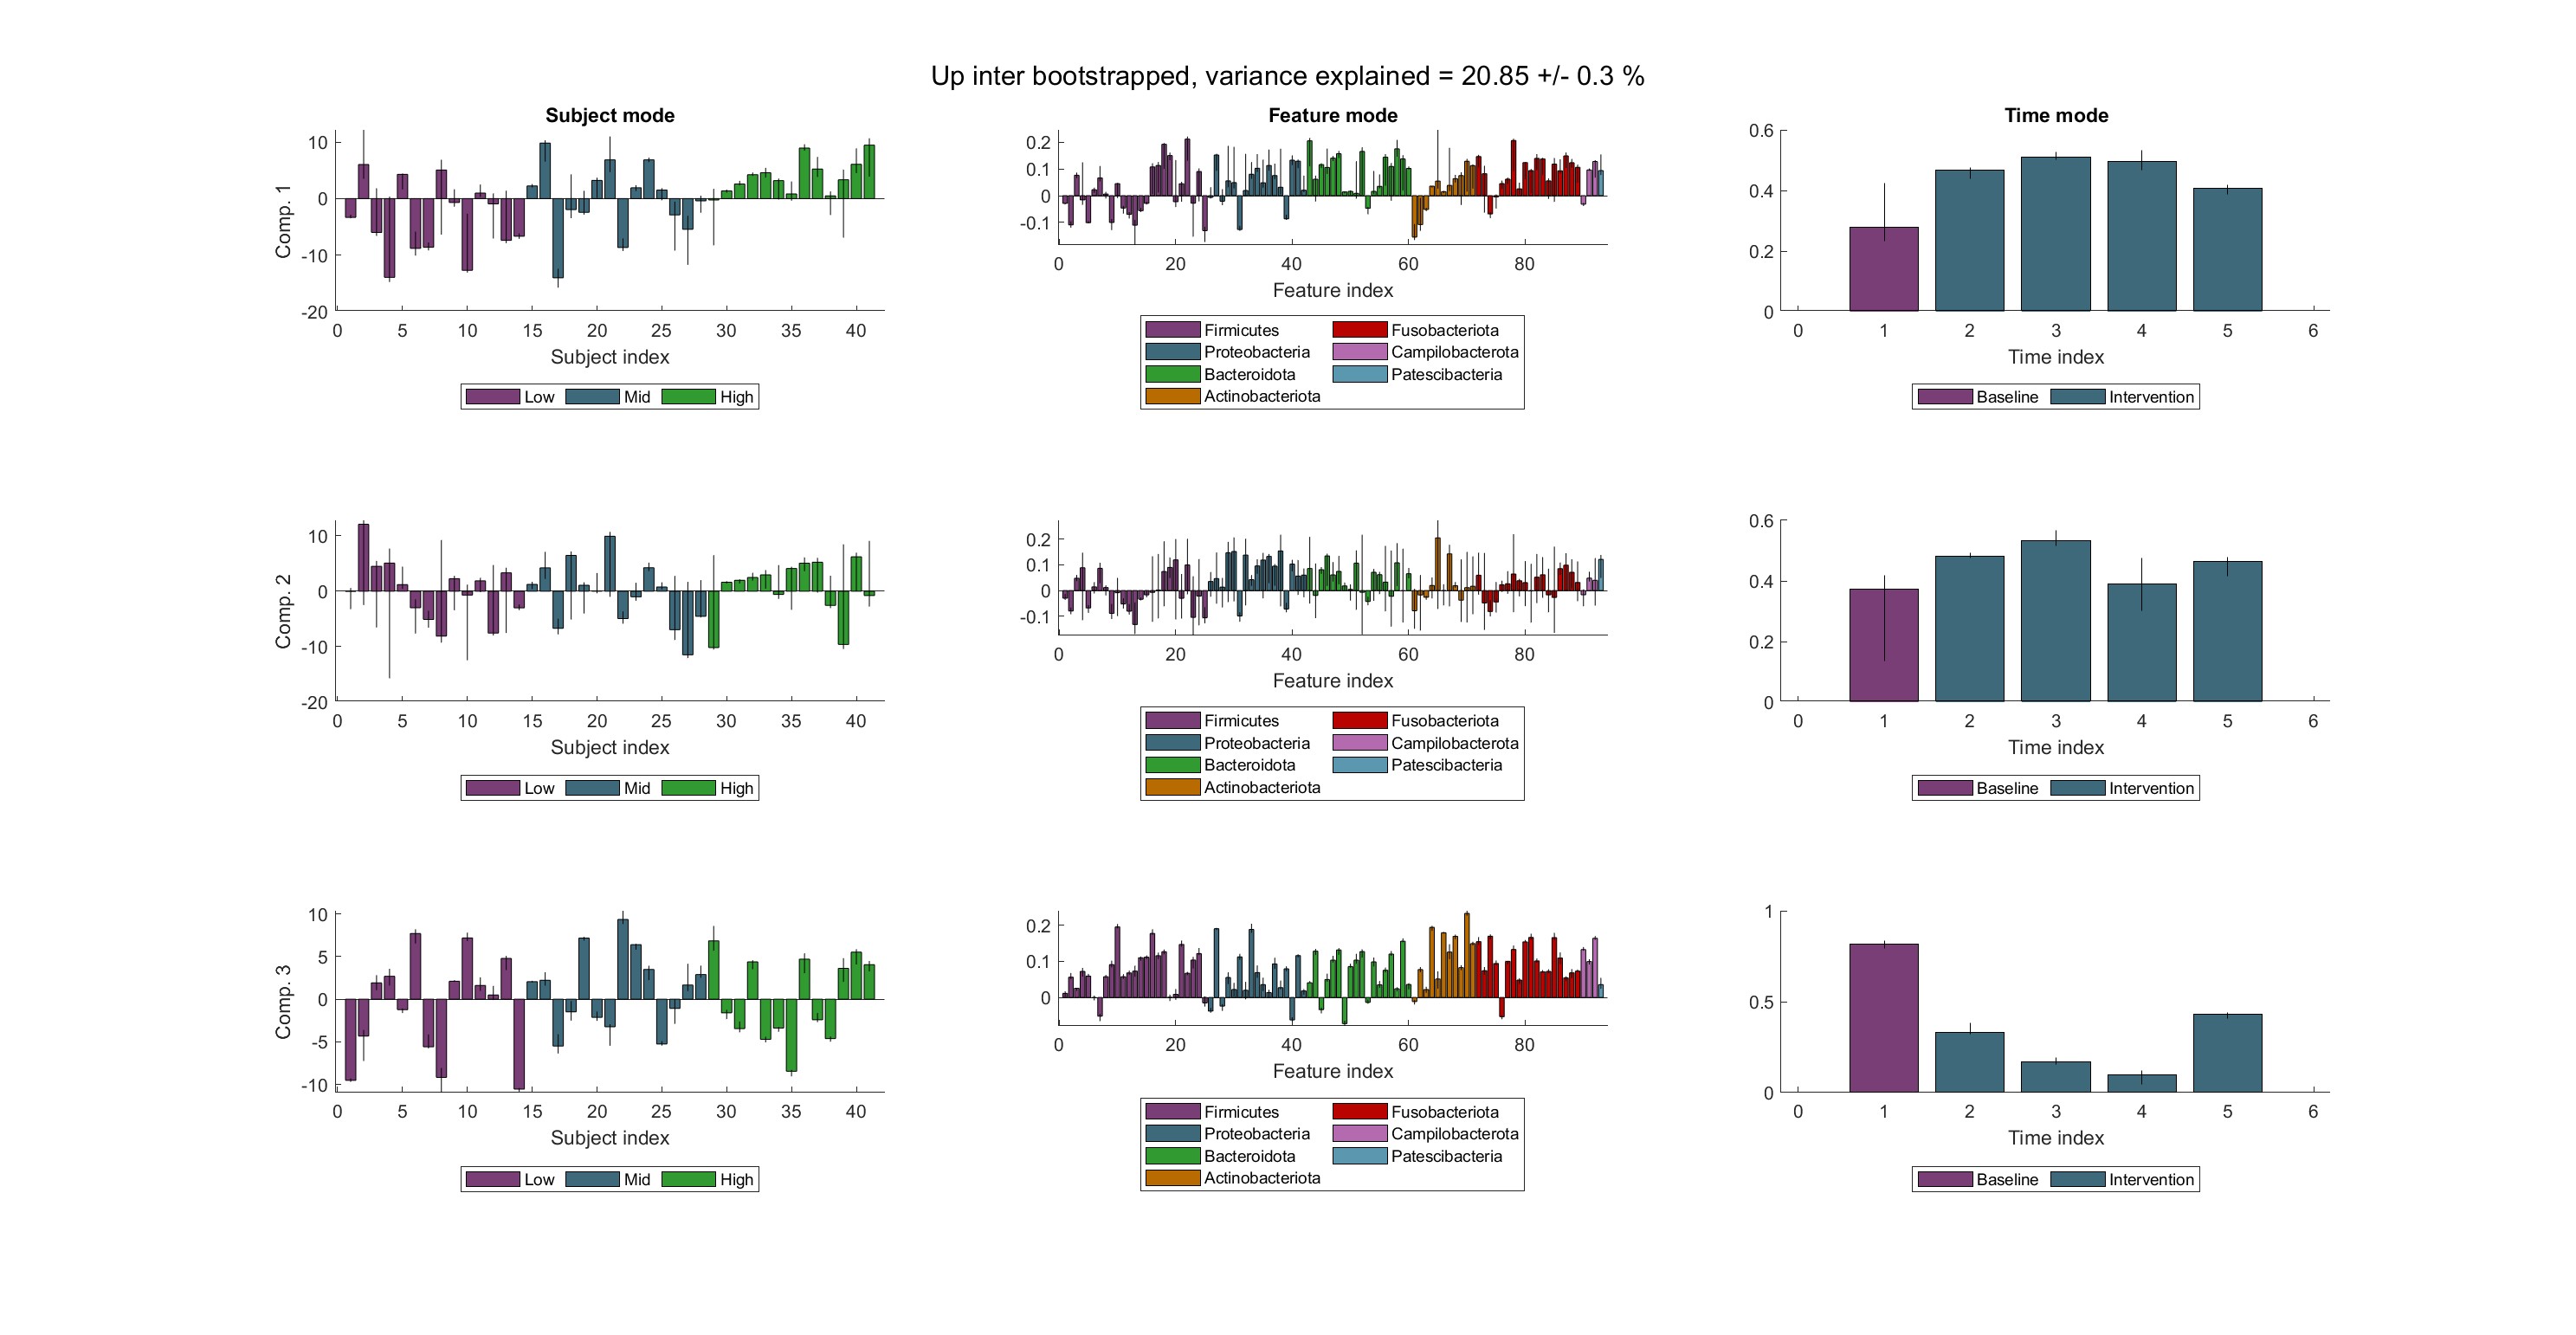 Up inter bootstrapped, variance explained = 20.85 +/- 0.3 %
Subject mode
Feature mode
Time mode
Comp. 1
10
0
-10
-20
0 5 10 15 20 25 30 35 40
Subject index
Low Mid High
0.2
0.1
0
-0.1
0 20 40 60 80
Feature index
Firmicutes Fusobacteriota
Proteobacteria Campilobacterota
Bacteroidota Patescibacteria
Actinobacteriota
0.6
0.4
0.2
0
0 1 2 3 4 5 6
Time index
Baseline Intervention
Comp. 2
10
0
-10
-20
0 5 10 15 20 25 30 35 40
Subject index
Low Mid High
0.2
0.1
0
-0.1
0 20 40 60 80
Feature index
Firmicutes Fusobacteriota
Proteobacteria Campilobacterota
Bacteroidota Patescibacteria
Actinobacteriota
0.6
0.4
0.2
0
0 1 2 3 4 5 6
Time index
Baseline Intervention
Comp. 3
10
5
0
-5
-10
0 5 10 15 20 25 30 35 40
Subject index
Low Mid High
0.2
0.1
0
0 20 40 60 80
Feature index
Firmicutes Fusobacteriota
Proteobacteria Campilobacterota
Bacteroidota Patescibacteria
Actinobacteriota
1
0.5
0
0 1 2 3 4 5 6
Time index
Baseline Intervention